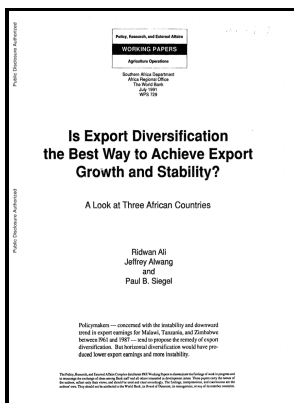 Policy, Research, and External Affairs
WORKING PAPERS
Agriculture Operations
Southern Africa Department
Africa Regional Office
The World Bank
July 1991
WPS 729
Is Export Diversification
the Best Way to Achieve Export
Growth and Stability?
A Look at Three African Countries
Ridwan Ali
Jeffrey Alwang
and
Paul B. Siegel
Policymakers — concerned with the instability and downward
trend in export earnings for Malawi, Tanzania, and Zimbabwe
between 1961 and 1987 — tend to propose the remedy of export
diversification. But horizontal diversification would have pro-
duced lower export earnings and more instability.
Public Disclosure Authorized
Public Disclosure Authorized